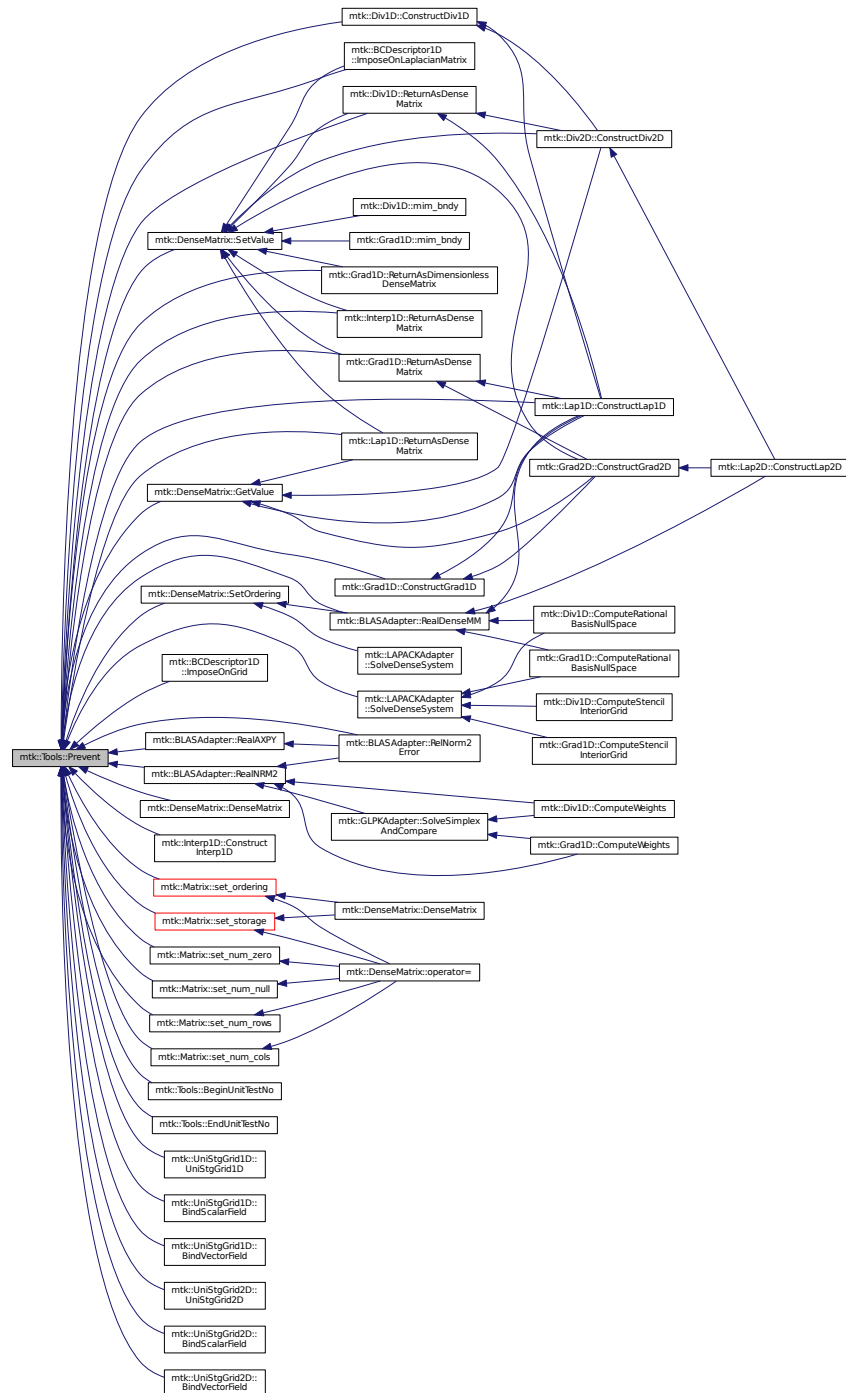 mtk::Div1D::ConstructDiv1D
mtk::BCDescriptor1D
::ImposeOnLaplacianMatrix
mtk::Div1D::ReturnAsDense
Matrix
mtk::Div2D::ConstructDiv2D
mtk::Div1D::mim_bndy
mtk::DenseMatrix::SetValue
mtk::Grad1D::mim_bndy
mtk::Grad1D::ReturnAsDimensionless
DenseMatrix
mtk::Interp1D::ReturnAsDense
Matrix
mtk::Grad1D::ReturnAsDense
Matrix
mtk::Lap1D::ConstructLap1D
mtk::Lap1D::ReturnAsDense
Matrix
mtk::Grad2D::ConstructGrad2D
mtk::Lap2D::ConstructLap2D
mtk::DenseMatrix::GetValue
mtk::Grad1D::ConstructGrad1D
mtk::DenseMatrix::SetOrdering
mtk::BLASAdapter::RealDenseMM
mtk::Div1D::ComputeRational
BasisNullSpace
mtk::BCDescriptor1D
::ImposeOnGrid
mtk::LAPACKAdapter
::SolveDenseSystem
mtk::Grad1D::ComputeRational
BasisNullSpace
mtk::LAPACKAdapter
::SolveDenseSystem
mtk::Div1D::ComputeStencil
InteriorGrid
mtk::Grad1D::ComputeStencil
InteriorGrid
mtk::Tools::Prevent
mtk::BLASAdapter::RealAXPY
mtk::BLASAdapter::RelNorm2
Error
mtk::BLASAdapter::RealNRM2
mtk::DenseMatrix::DenseMatrix
mtk::Div1D::ComputeWeights
mtk::GLPKAdapter::SolveSimplex
AndCompare
mtk::Interp1D::Construct
Interp1D
mtk::Grad1D::ComputeWeights
mtk::Matrix::set_ordering
mtk::DenseMatrix::DenseMatrix
mtk::Matrix::set_storage
mtk::Matrix::set_num_zero
mtk::DenseMatrix::operator=
mtk::Matrix::set_num_null
mtk::Matrix::set_num_rows
mtk::Matrix::set_num_cols
mtk::Tools::BeginUnitTestNo
mtk::Tools::EndUnitTestNo
mtk::UniStgGrid1D::
UniStgGrid1D
mtk::UniStgGrid1D::
BindScalarField
mtk::UniStgGrid1D::
BindVectorField
mtk::UniStgGrid2D::
UniStgGrid2D
mtk::UniStgGrid2D::
BindScalarField
mtk::UniStgGrid2D::
BindVectorField